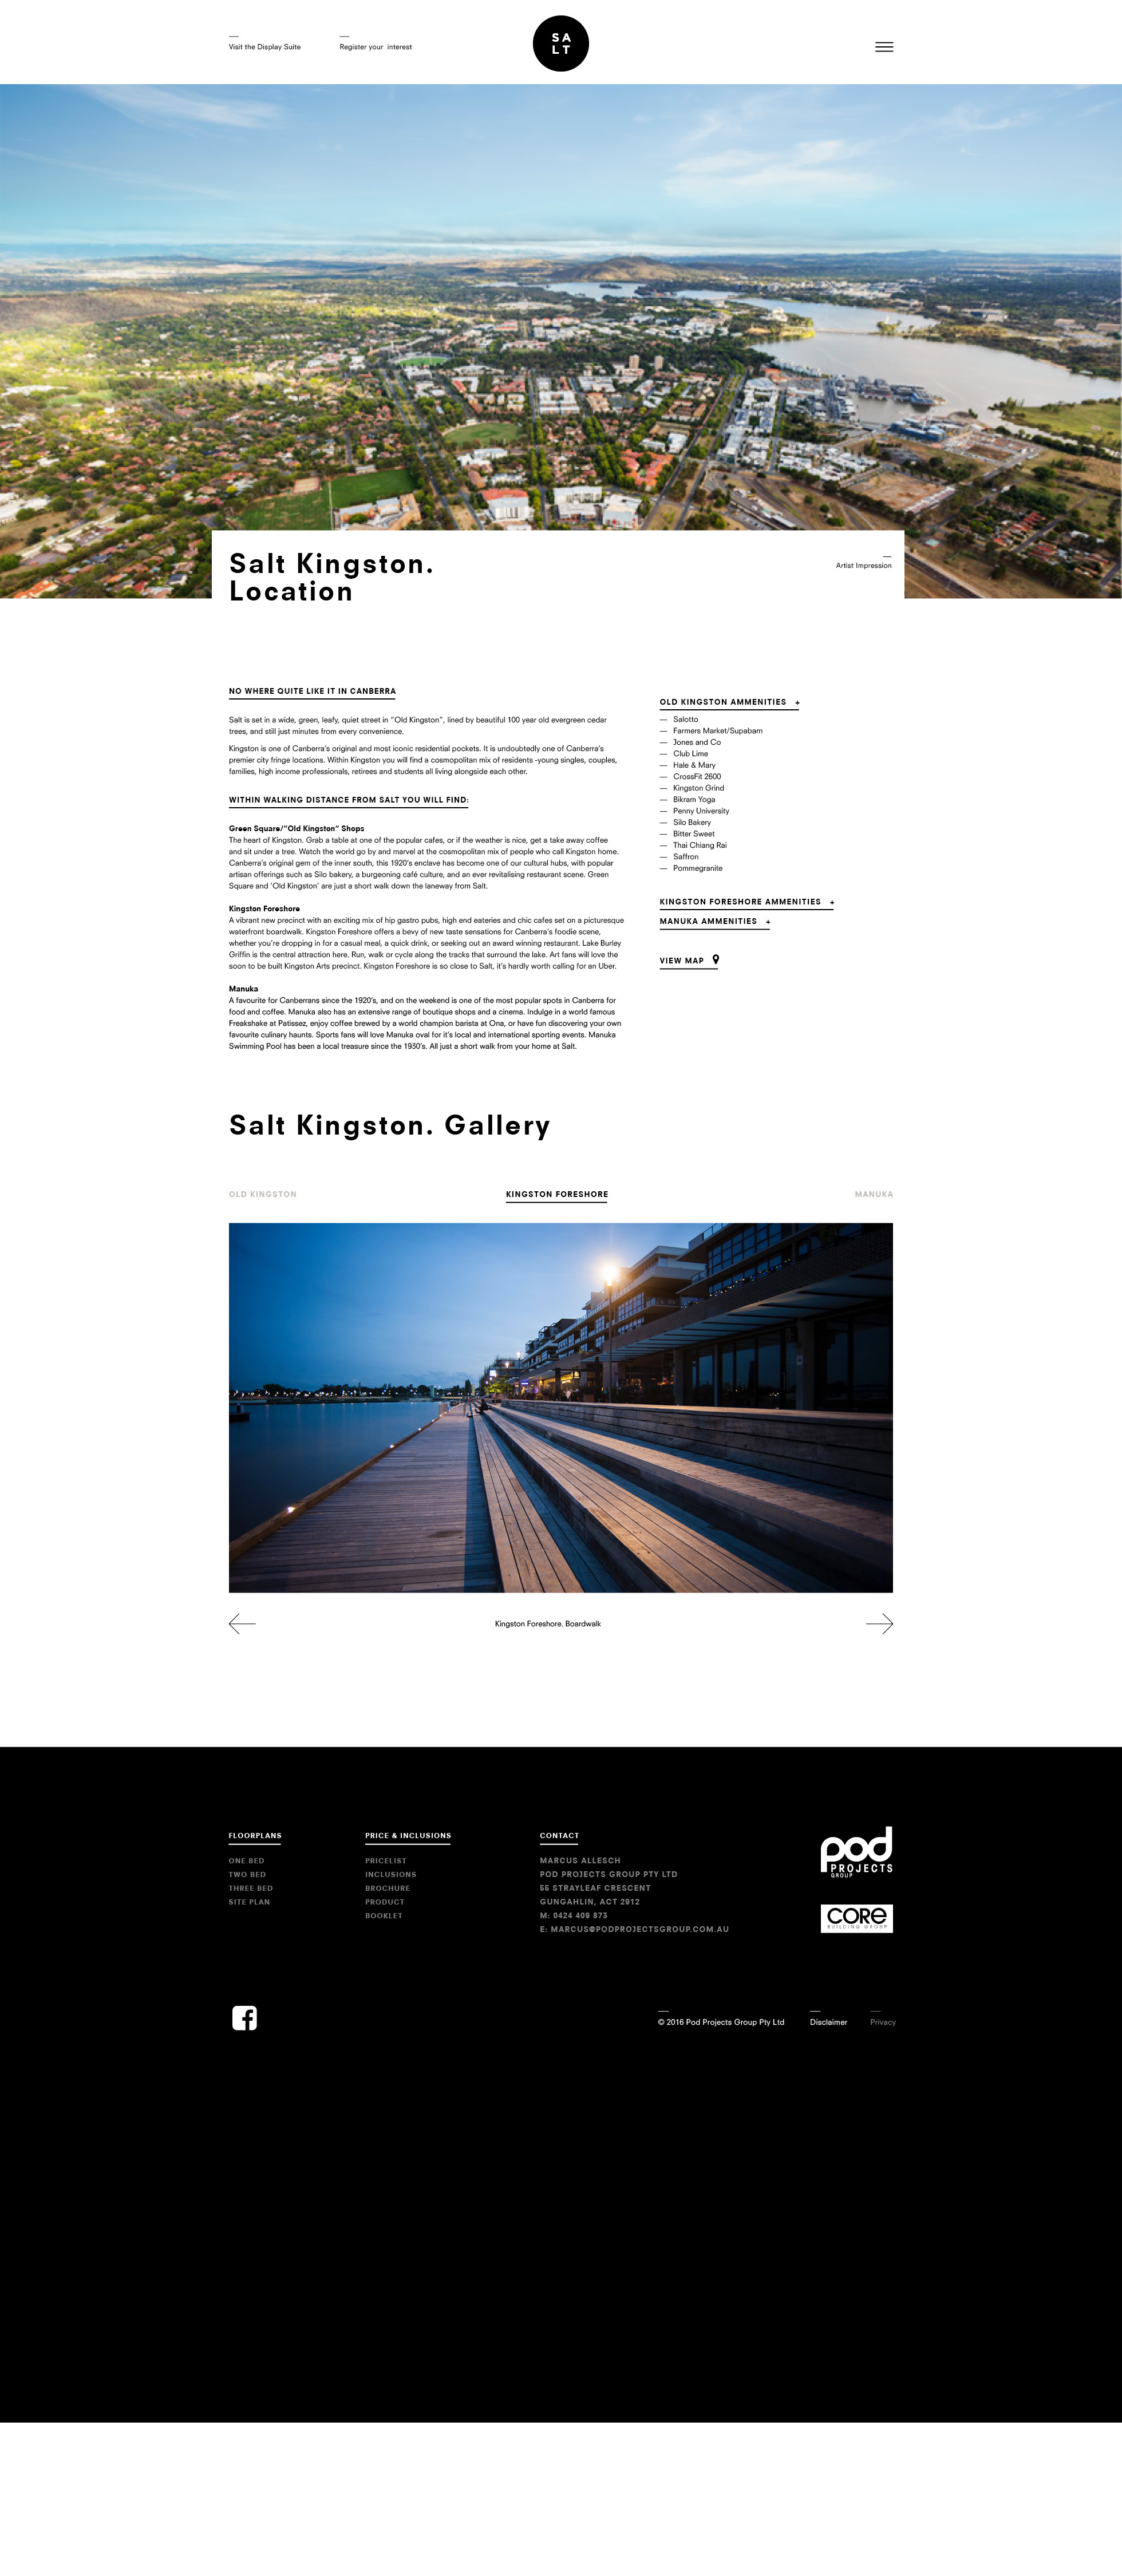 Visit the Display Suite
Register your interest
SA
LT
Salt Kingston.
Location
Artist Impression
NO WHERE QUITE LIKE IT IN CANBERRA
Salt is set in a wide, green, leafy, quiet street in “Old Kingston”, lined by beautiful 100 year old evergreen cedar
trees, and still just minutes from every convenience.
Kingston is one of Canberra’s original and most iconic residential pockets. It is undoubtedly one of Canberra’s
premier city fringe locations. Within Kingston you will find a cosmopolitan mix of residents -young singles, couples,
families, high income professionals, retirees and students all living alongside each other.
WITHIN WALKING DISTANCE FROM SALT YOU WILL FIND:
Green Square/“Old Kingston” Shops
The heart of Kingston. Grab a table at one of the popular cafes, or if the weather is nice, get a take away coffee
and sit under a tree. Watch the world go by and marvel at the cosmopolitan mix of people who call Kingston home.
Canberra’s original gem of the inner south, this 1920’s enclave has become one of our cultural hubs, with popular
artisan offerings such as Silo bakery, a burgeoning café culture, and an ever revitalising restaurant scene. Green
Square and ‘Old Kingston’ are just a short walk down the laneway from Salt.
Kingston Foreshore
A vibrant new precinct with an exciting mix of hip gastro pubs, high end eateries and chic cafes set on a picturesque
waterfront boardwalk. Kingston Foreshore offers a bevy of new taste sensations for Canberra’s foodie scene,
whether you’re dropping in for a casual meal, a quick drink, or seeking out an award winning restaurant. Lake Burley
Griffin is the central attraction here. Run, walk or cycle along the tracks that surround the lake. Art fans will love the
soon to be built Kingston Arts precinct. Kingston Foreshore is so close to Salt, it’s hardly worth calling for an Uber.
Manuka
A favourite for Canberrans since the 1920’s, and on the weekend is one of the most popular spots in Canberra for
food and coffee. Manuka also has an extensive range of boutique shops and a cinema. Indulge in a world famous
Freakshake at Patissez, enjoy coffee brewed by a world champion barista at Ona, or have fun discovering your own
favourite culinary haunts. Sports fans will love Manuka oval for it’s local and international sporting events. Manuka
Swimming Pool has been a local treasure since the 1930’s. All just a short walk from your home at Salt.
OLD KINGSTON AMMENITIES +
— Salotto
— Farmers Market/Supabarn
— Jones and Co
— Club Lime
— Hale & Mary
— CrossFit 2600
— Kingston Grind
— Bikram Yoga
— Penny University
— Silo Bakery
— Bitter Sweet
— Thai Chiang Rai
— Saffron
— Pommegranite
KINGSTON FORESHORE AMMENITIES +
MANUKA AMMENITIES +
VIEW MAP
Salt Kingston. Gallery
OLD KINGSTON
KINGSTON FORESHORE
MANUKA
Kingston Foreshore. Boardwalk
FLOORPLANS
ONE BED
TWO BED
THREE BED
SITE PLAN
PRICE & INCLUSIONS
PRICELIST
INCLUSIONS
BROCHURE
PRODUCT
BOOKLET
CONTACT
MARCUS ALLESCH
POD PROJECTS GROUP PTY LTD
55 STRAYLEAF CRESCENT
GUNGAHLIN, ACT 2912
M: 0424 409 873
E: MARCUS@PODPROJECTSGROUP.COM.AU
pod
PROJECTS
GROUP
CORe
BUILDING GROUP
© 2016 Pod Projects Group Pty Ltd
Disclaimer
Privacy